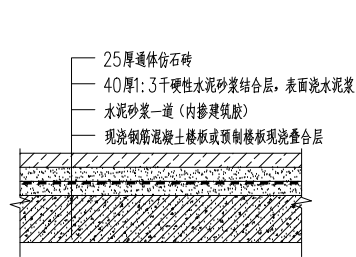 25厚通体仿石砖
40厚1:3干硬性水泥砂浆结合层，表面浇水泥浆
水泥砂浆一道（内掺建筑胶）
现浇钢筋混凝土楼板或预制楼板现浇叠合层